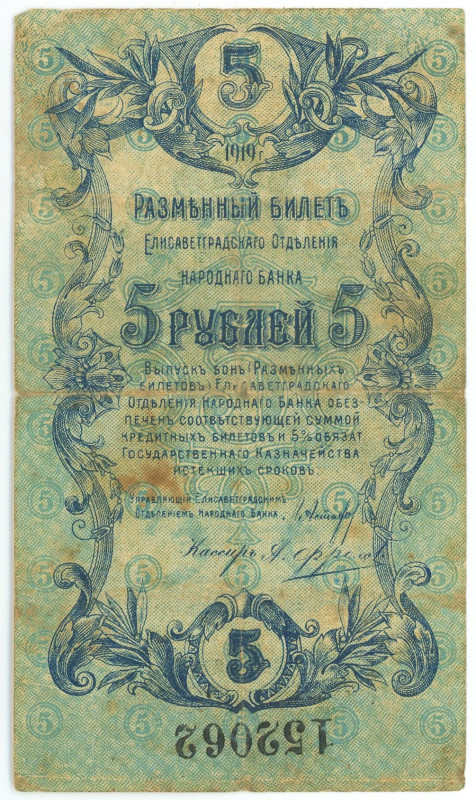 5
1919 г.
РАЗМѢННЫЙ БИЛЕТЪ
ЕЛИСАВЕТГРАДСКАГО ОТДѢЛЕНІЯ
НАРОДНАГО БАНКА
5 РУБЛЕЙ 5
ВЫПУСКЪ БОНЪ (РАЗМѢННЫХЪ
БИЛЕТОВЪ) ЕЛИСАВЕТГРАДСКАГО
ОТДѢЛЕНІЯ НАРОДНАГО БАНКА ОБЕЗ-
ПЕЧЕНЪ СООТВѢТСТВУЮЩЕЙ СУММОЙ
КРЕДИТНЫХЪ БИЛЕТОВЪ И 5% ОБЯЗАТ.
ГОСУДАРСТВЕННАГО КАЗНАЧЕЙСТВА
ИСТЕКШИХЪ СРОКОВЪ.
УПРАВЛЯЮЩІЙ ЕЛИСАВЕТГРАДСКИМЪ
ОТДѢЛЕНІЕМЪ НАРОДНАГО БАНКА
Кассиръ А. Фроловъ
5
152062